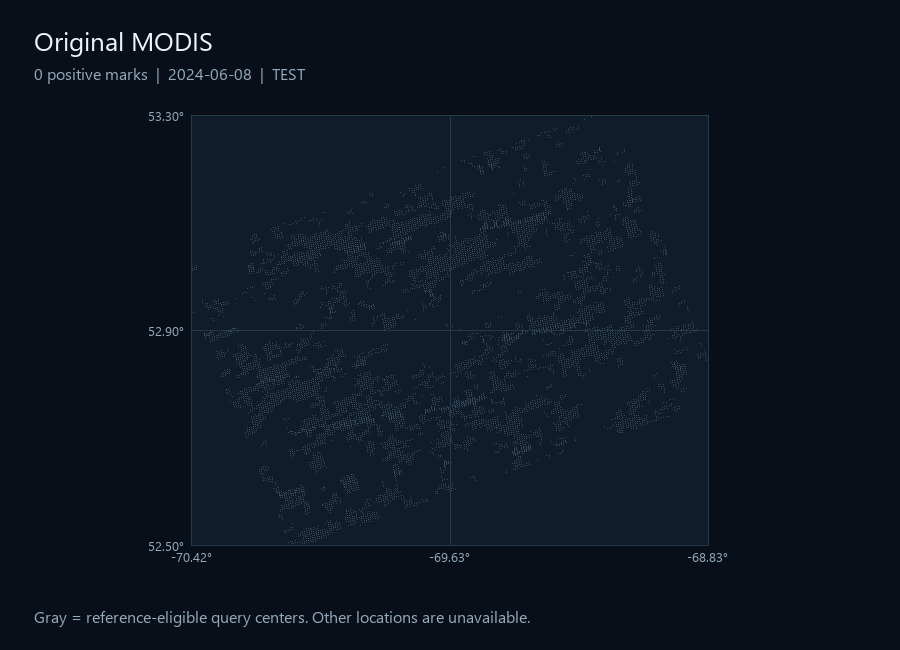 Original MODIS
0 positive marks | 2024-06-08 | TEST
53.30°
52.90°
52.50°
-70.42°
-69.63°
-68.83°
Gray = reference-eligible query centers. Other locations are unavailable.